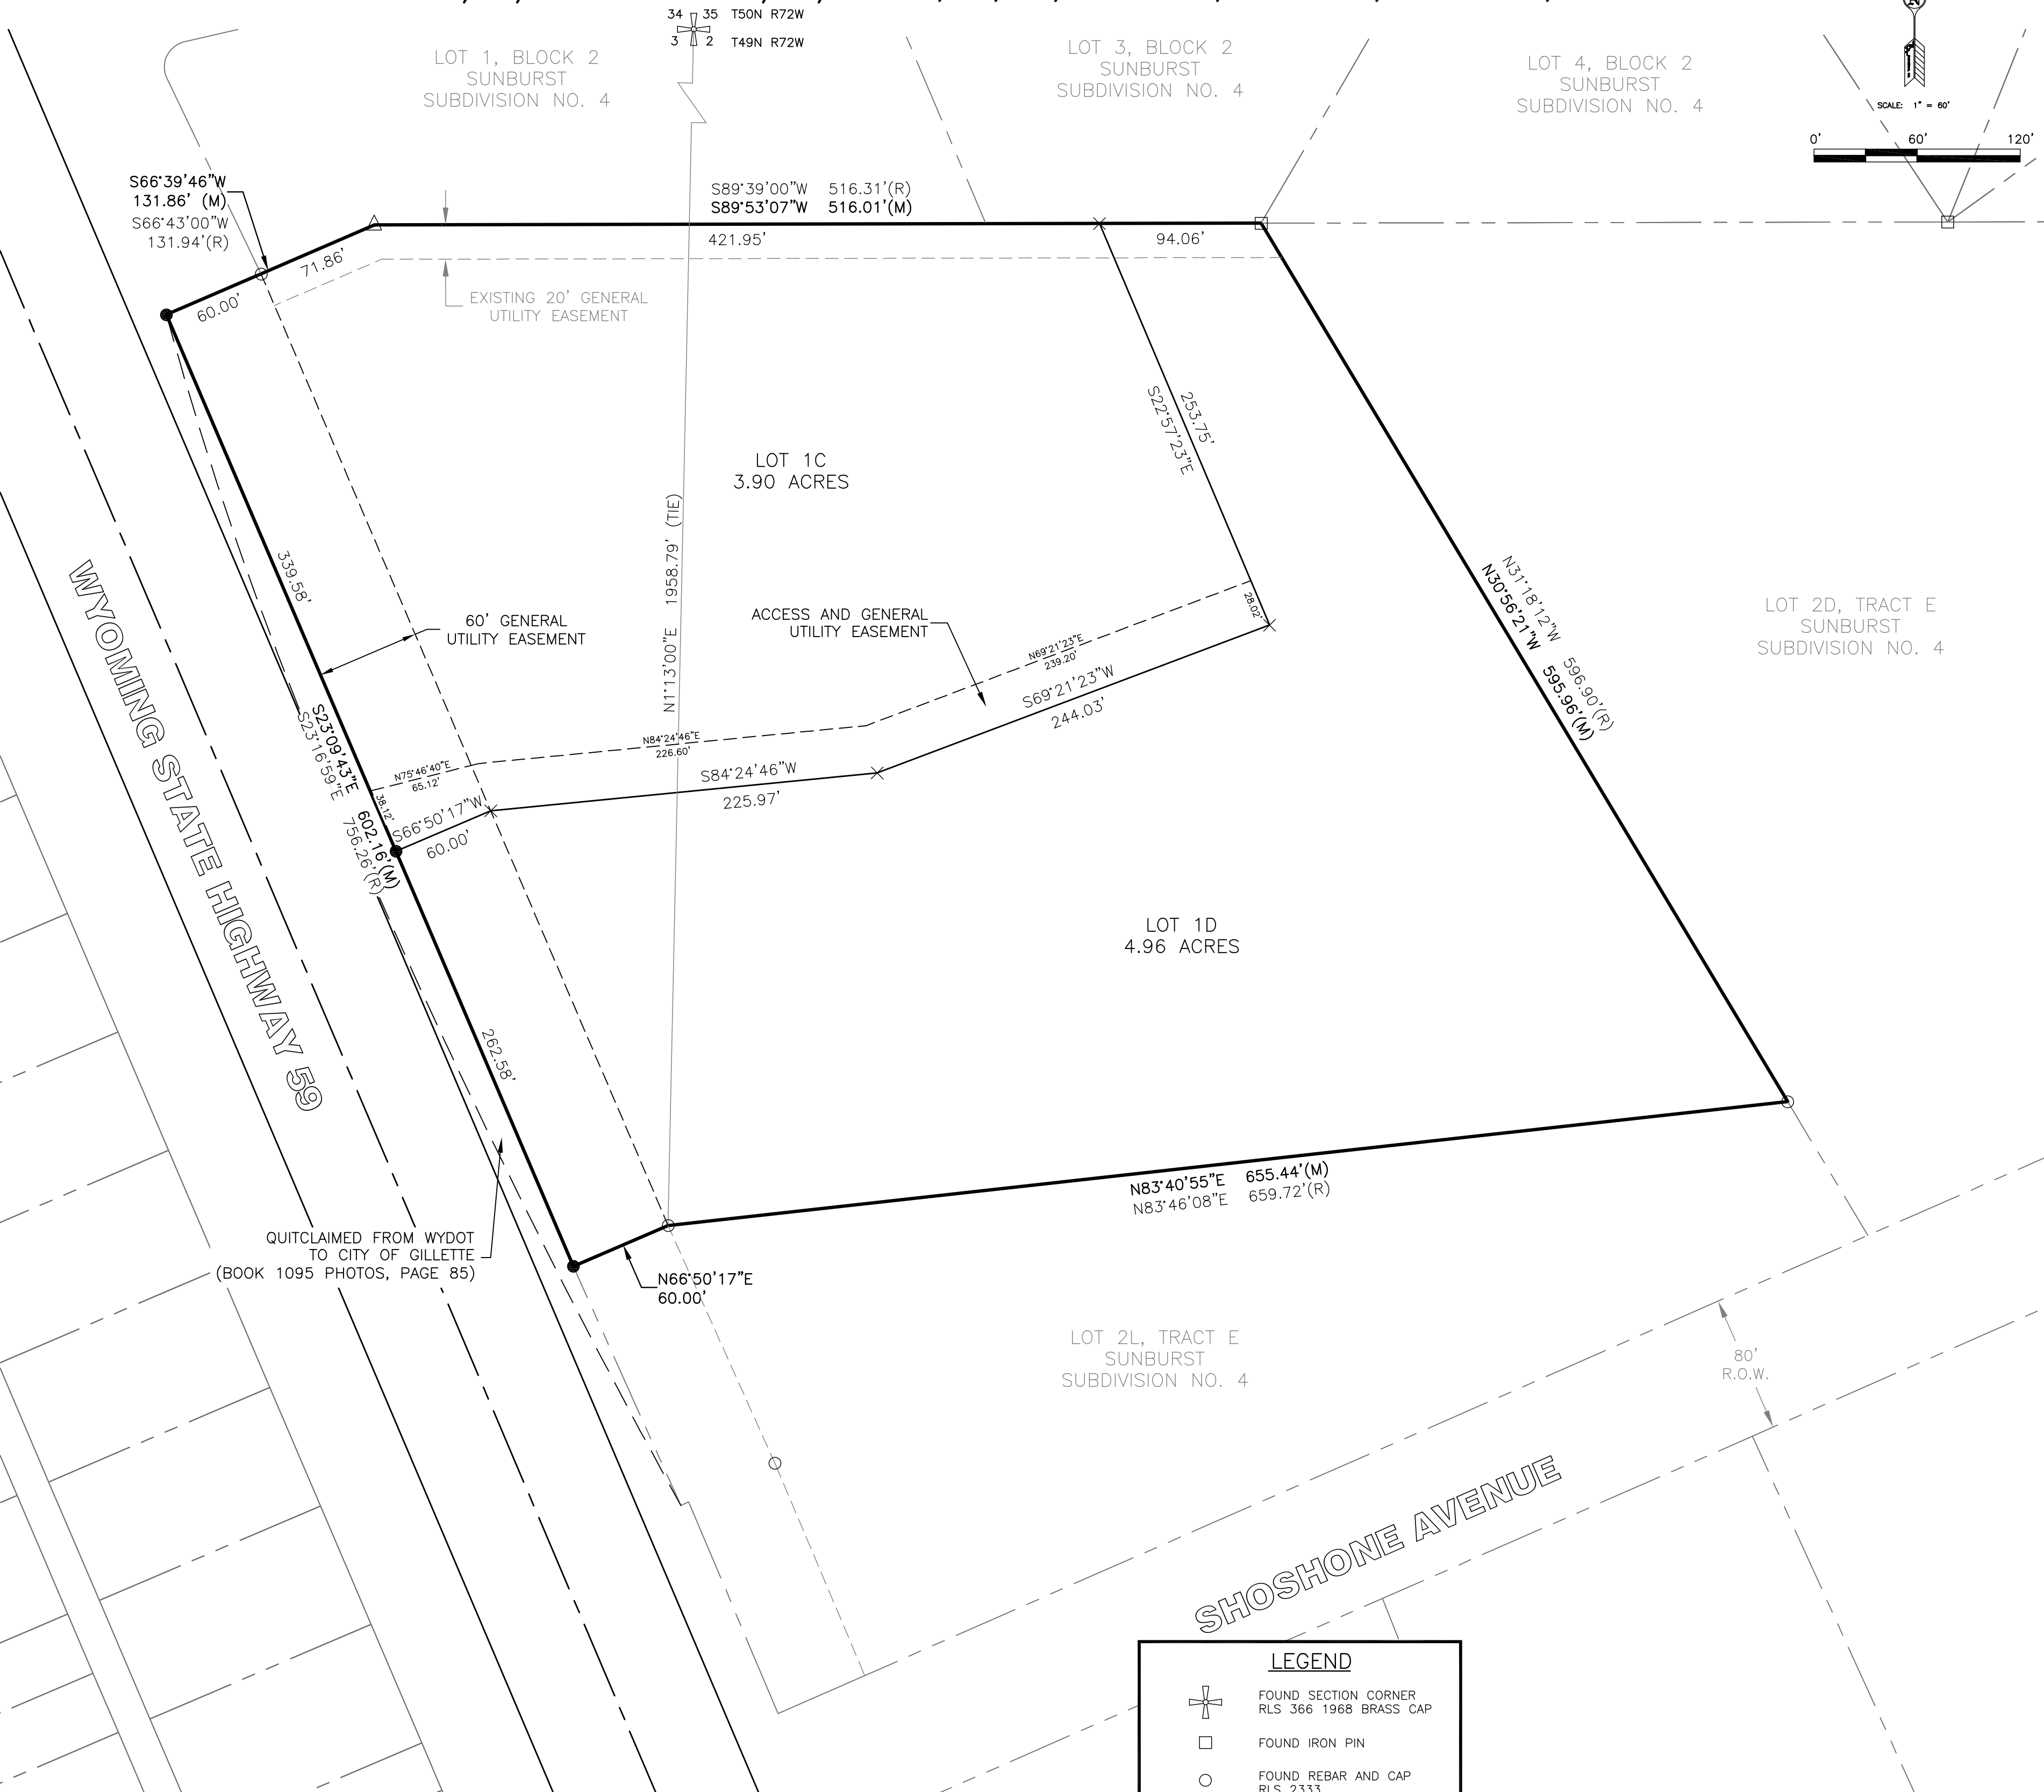 34 35 T50N R72W
3 2 T49N R72W
LOT 1, BLOCK 2
SUNBURST
SUBDIVISION NO. 4
LOT 3, BLOCK 2
SUNBURST
SUBDIVISION NO. 4
LOT 4, BLOCK 2
SUNBURST
SUBDIVISION NO. 4
N
SCALE: 1" = 60'
0' 60' 120'
S66°39'46"W
131.86' (M)
S66°43'00"W
131.94'(R)
S89°39'00"W 516.31'(R)
S89°53'07"W 516.01'(M)
421.95'
94.06'
71.86'
60.00'
EXISTING 20' GENERAL
UTILITY EASEMENT
253.75'
S22°57'23"E
LOT 1C
3.90 ACRES
N1°13'00"E 1958.79' (TIE)
339.58'
60' GENERAL
UTILITY EASEMENT
ACCESS AND GENERAL
UTILITY EASEMENT
28.02'
N69°21'23"E
239.20'
S69°21'23"W
244.03'
N31°18'12"W 596.90'(R)
N30°56'21"W 595.96'(M)
LOT 2D, TRACT E
SUNBURST
SUBDIVISION NO. 4
WYOMING STATE HIGHWAY 59
S23°09'43"E 602.16'(M)
S23°16'59"E 756.26'(R)
N84°24'46"E
226.60'
N75°46'40"E
65.12'
38.12'
S84°24'46"W
225.97'
S66°50'17"W
60.00'
LOT 1D
4.96 ACRES
262.58'
N83°40'55"E 655.44'(M)
N83°46'08"E 659.72'(R)
QUITCLAIMED FROM WYDOT
TO CITY OF GILLETTE
(BOOK 1095 PHOTOS, PAGE 85)
N66°50'17"E
60.00'
LOT 2L, TRACT E
SUNBURST
SUBDIVISION NO. 4
80'
R.O.W.
SHOSHONE AVENUE
LEGEND
FOUND SECTION CORNER
RLS 366 1968 BRASS CAP
FOUND IRON PIN
FOUND REBAR AND CAP
RLS 2333